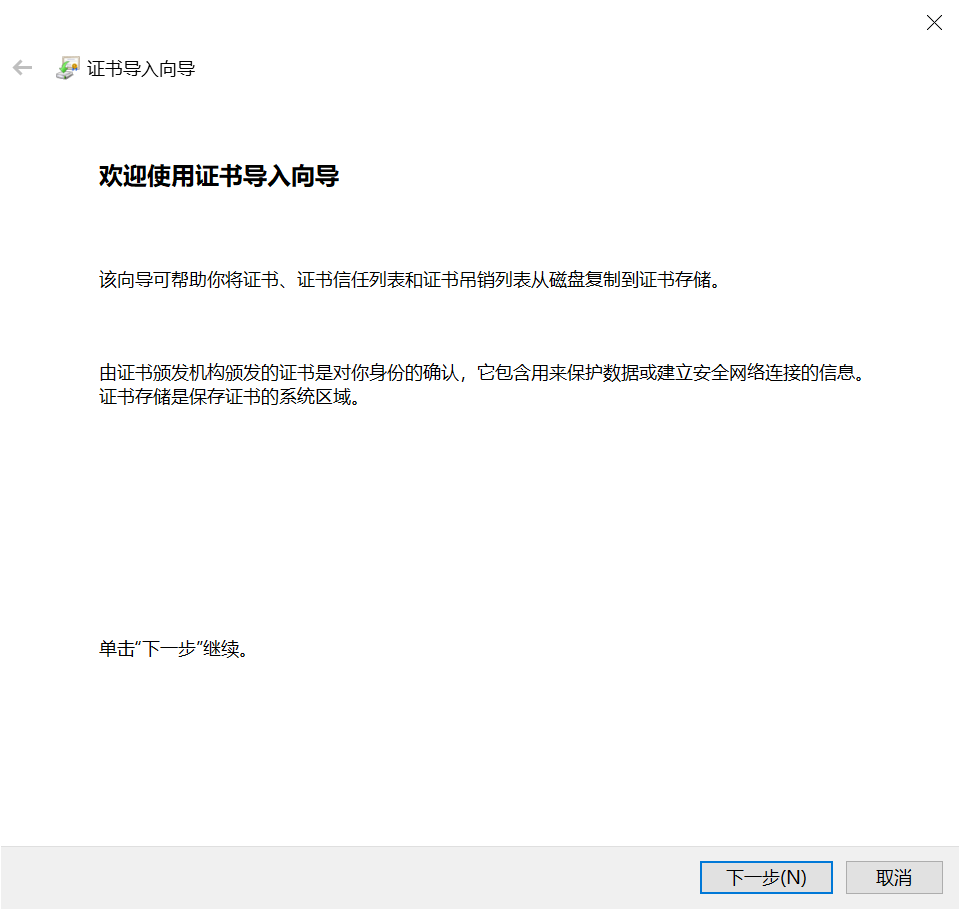 证书导入向导
欢迎使用证书导入向导
该向导可帮助你将证书、证书信任列表和证书吊销列表从磁盘复制到证书存储。
由证书颁发机构颁发的证书是对你身份的确认，它包含用来保护数据或建立安全网络连接的信息。
证书存储是保存证书的系统区域。
单击"下一步"继续。
下一步(N)
取消